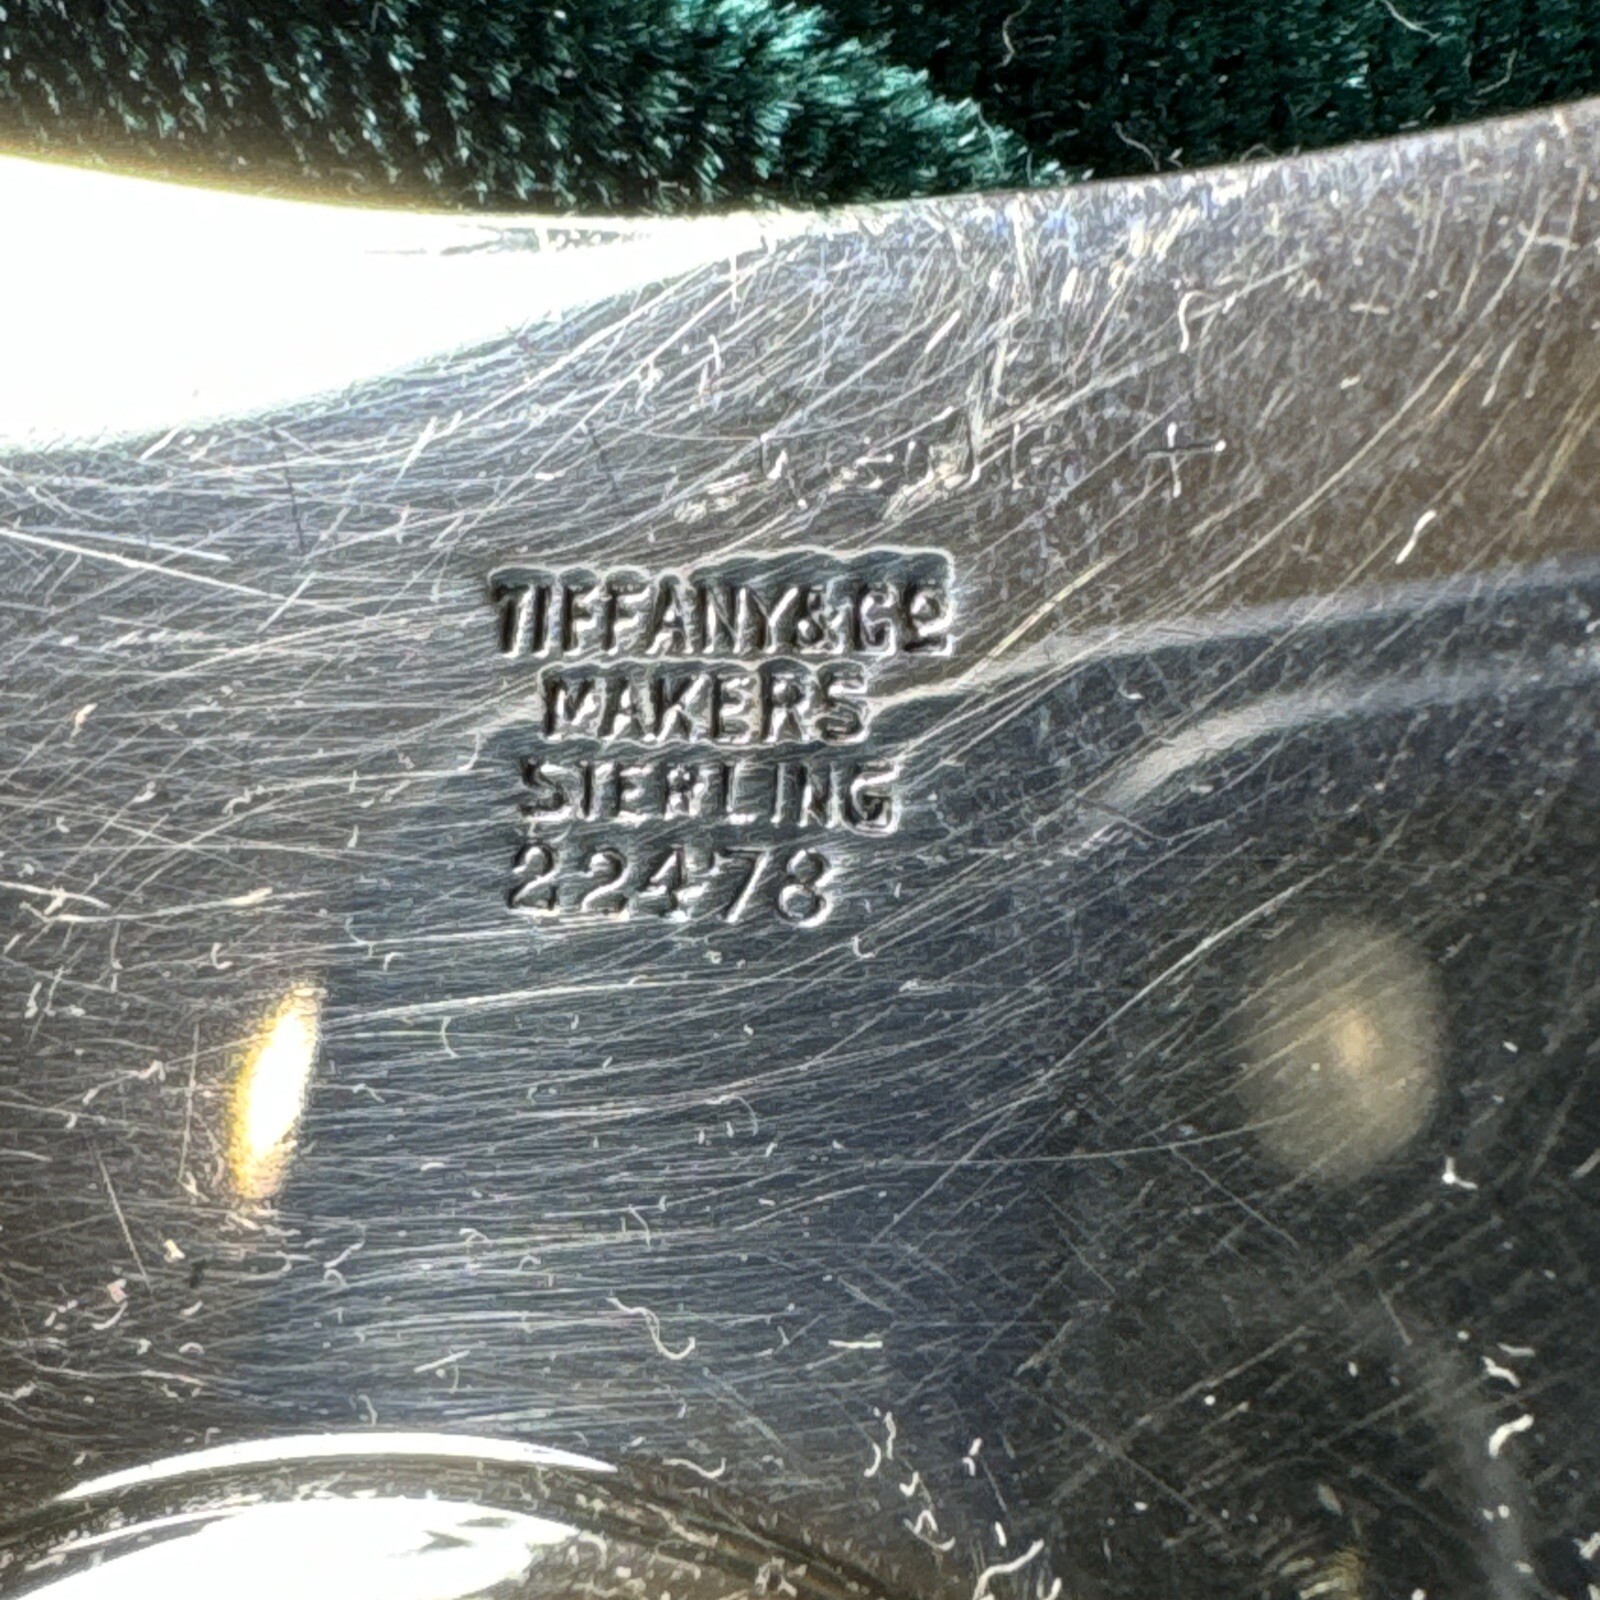 TIFFANY & Co
MAKERS
STERLING
22478